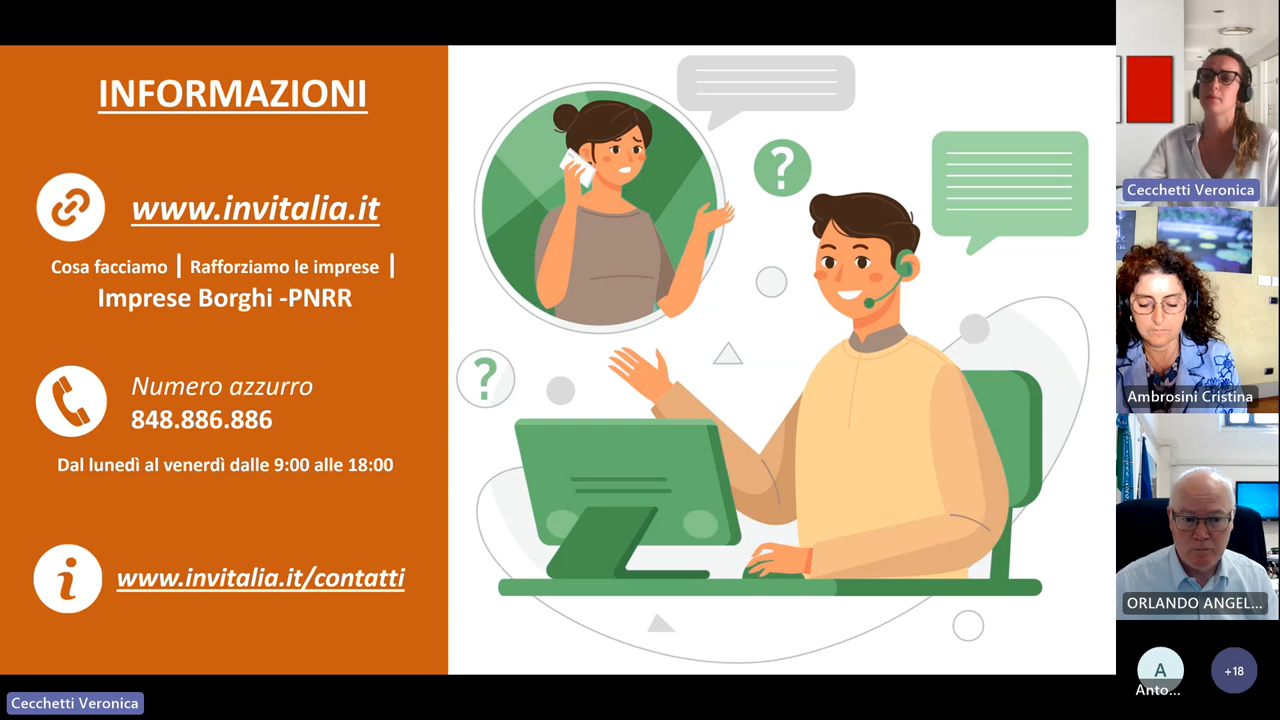 INFORMAZIONI
www.invitalia.it
Cosa facciamo | Rafforziamo le imprese |
Imprese Borghi -PNRR
Numero azzurro
848.886.886
Dal lunedì al venerdì dalle 9:00 alle 18:00
i
www.invitalia.it/contatti
?
?
Cecchetti Veronica
Ambrosini Cristina
ORLANDO ANGEL...
A
Anto...
+18
Cecchetti Veronica